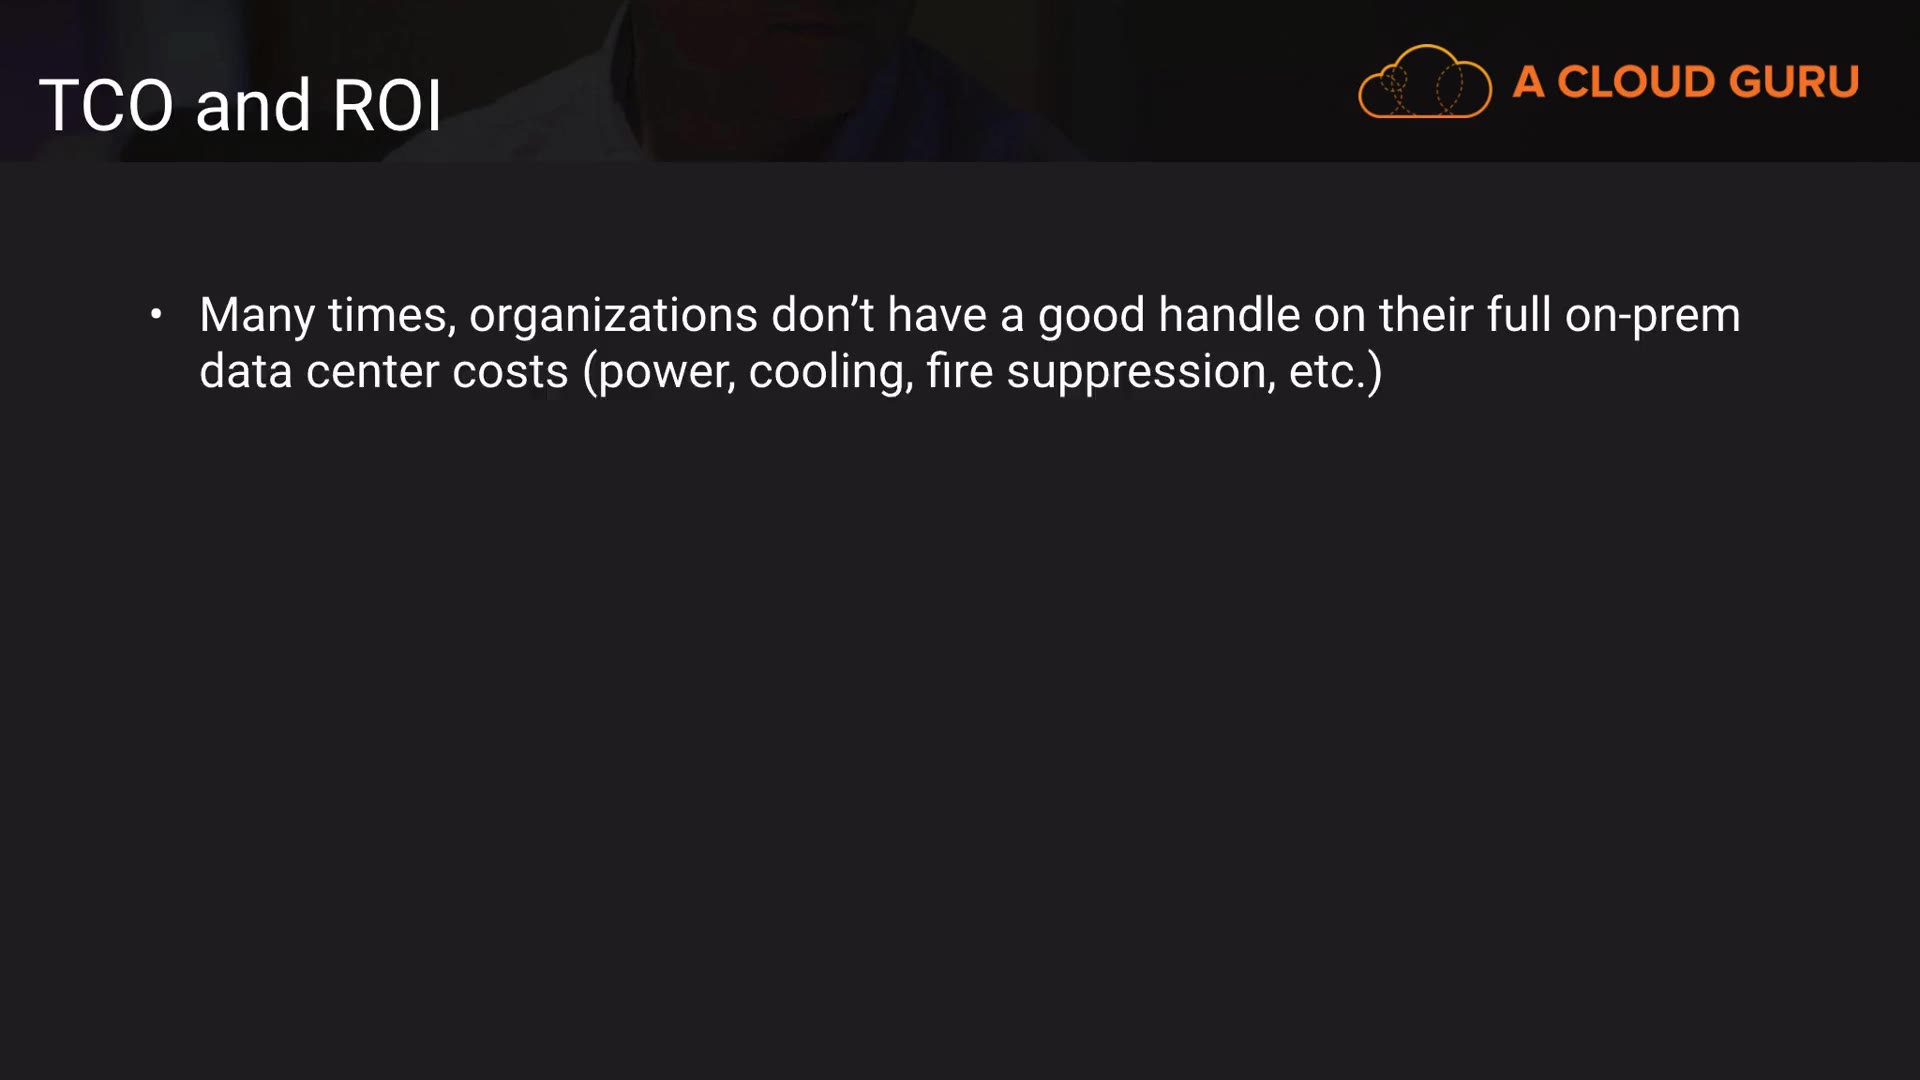 TCO and ROI
A CLOUD GURU
• Many times, organizations don’t have a good handle on their full on-prem
data center costs (power, cooling, fire suppression, etc.)